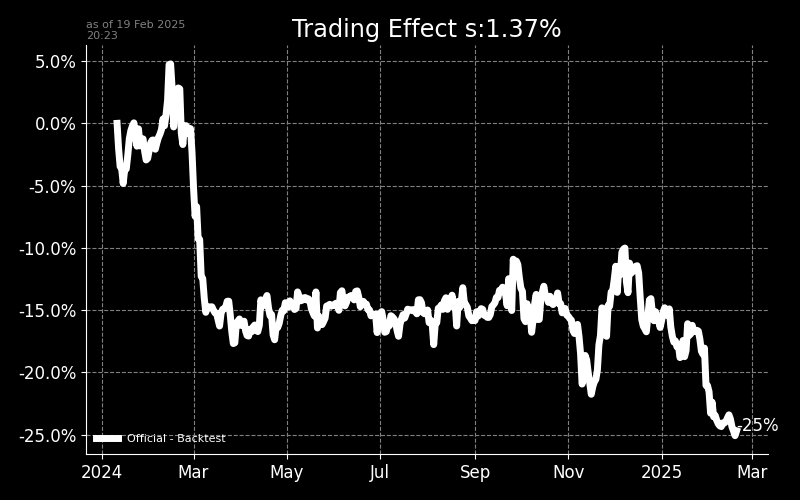 as of 19 Feb 2025
20:23
Trading Effect s:1.37%
5.0%
0.0%
-5.0%
-10.0%
-15.0%
-20.0%
-25.0%
-25%
Official - Backtest
2024 Mar May Jul Sep Nov 2025 Mar